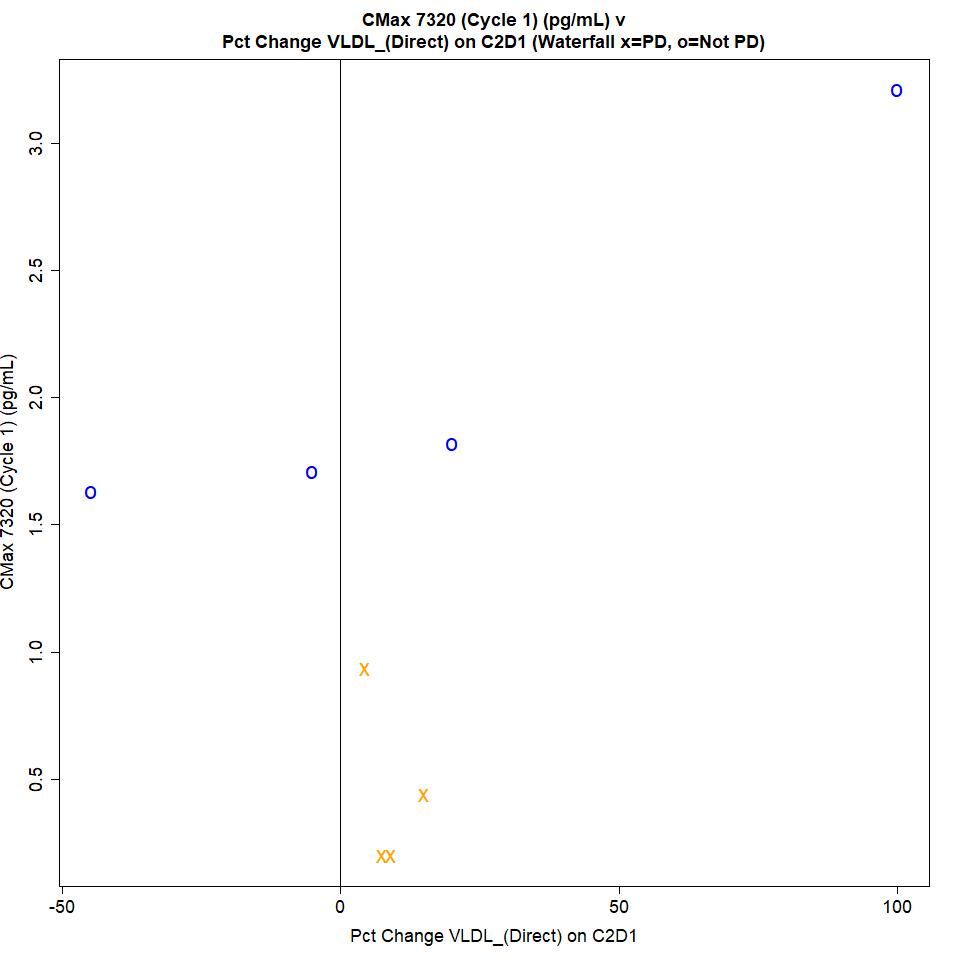 CMax 7320 (Cycle 1) (pg/mL) v
Pct Change VLDL_(Direct) on C2D1 (Waterfall x=PD, o=Not PD)
CMax 7320 (Cycle 1) (pg/mL)
3.0
2.5
2.0
1.5
1.0
0.5
O
O
O
O
X
X
XX
-50
0
50
100
Pct Change VLDL_(Direct) on C2D1